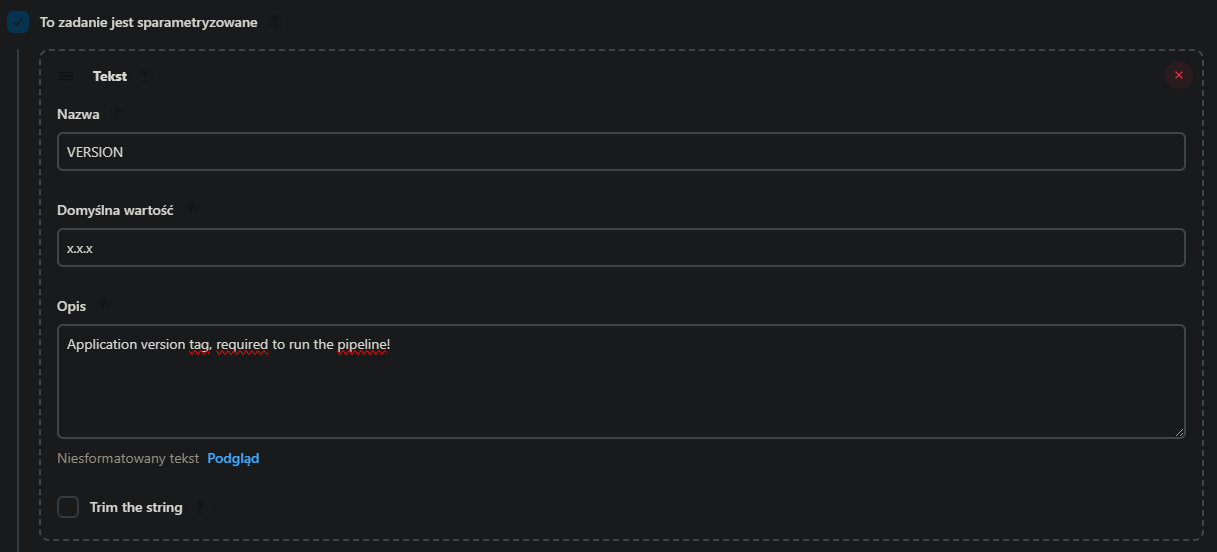 To zadanie jest sparametryzowane ?
Tekst ?
Nazwa ?
VERSION
Domyślna wartość ?
x.x.x
Opis ?
Application version tag, required to run the pipeline!
Niesformatowany tekst Podgląd
Trim the string ?